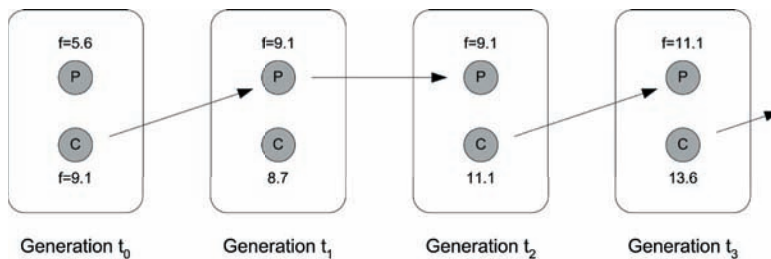 f=5.6
P
C
f=9.1
Generation t0
f=9.1
P
C
8.7
Generation t1
f=9.1
P
C
11.1
Generation t2
f=11.1
P
C
13.6
Generation t3